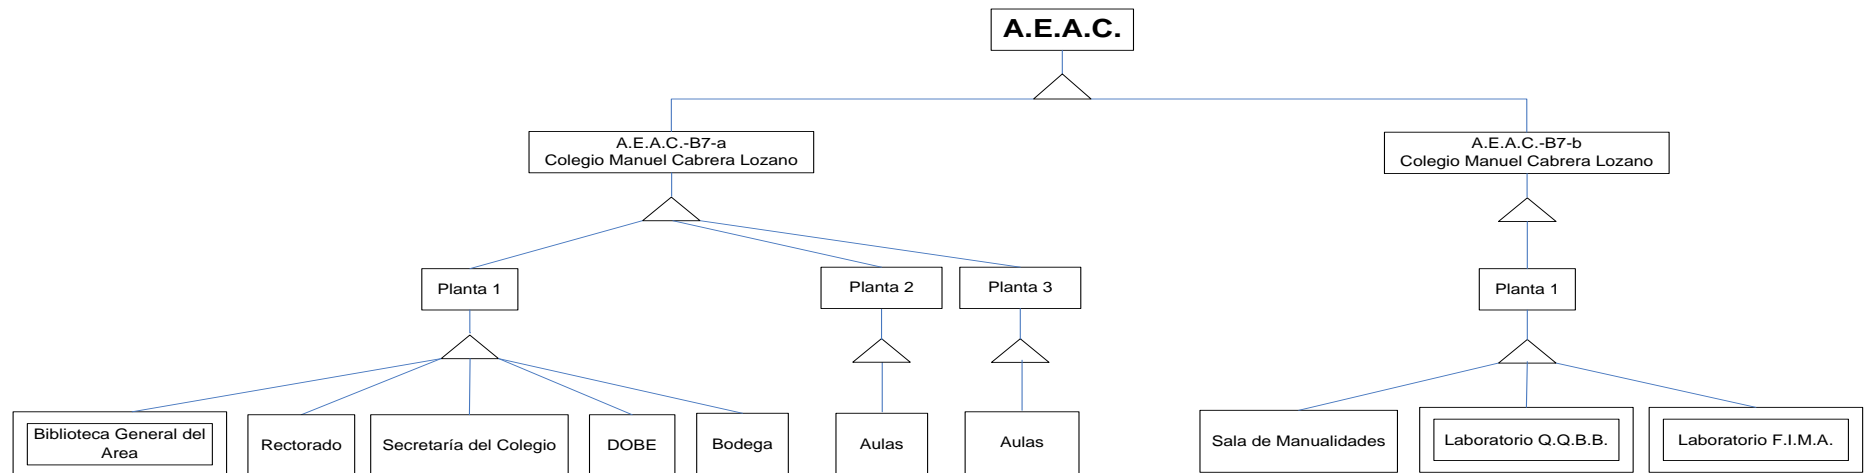 A.E.A.C.
A.E.A.C.-B7-a
Colegio Manuel Cabrera Lozano
A.E.A.C.-B7-b
Colegio Manuel Cabrera Lozano
Planta 1
Planta 2
Planta 3
Planta 1
Biblioteca General del
Area
Rectorado
Secretaría del Colegio
DOBE
Bodega
Aulas
Aulas
Sala de Manualidades
Laboratorio Q.Q.B.B.
Laboratorio F.I.M.A.